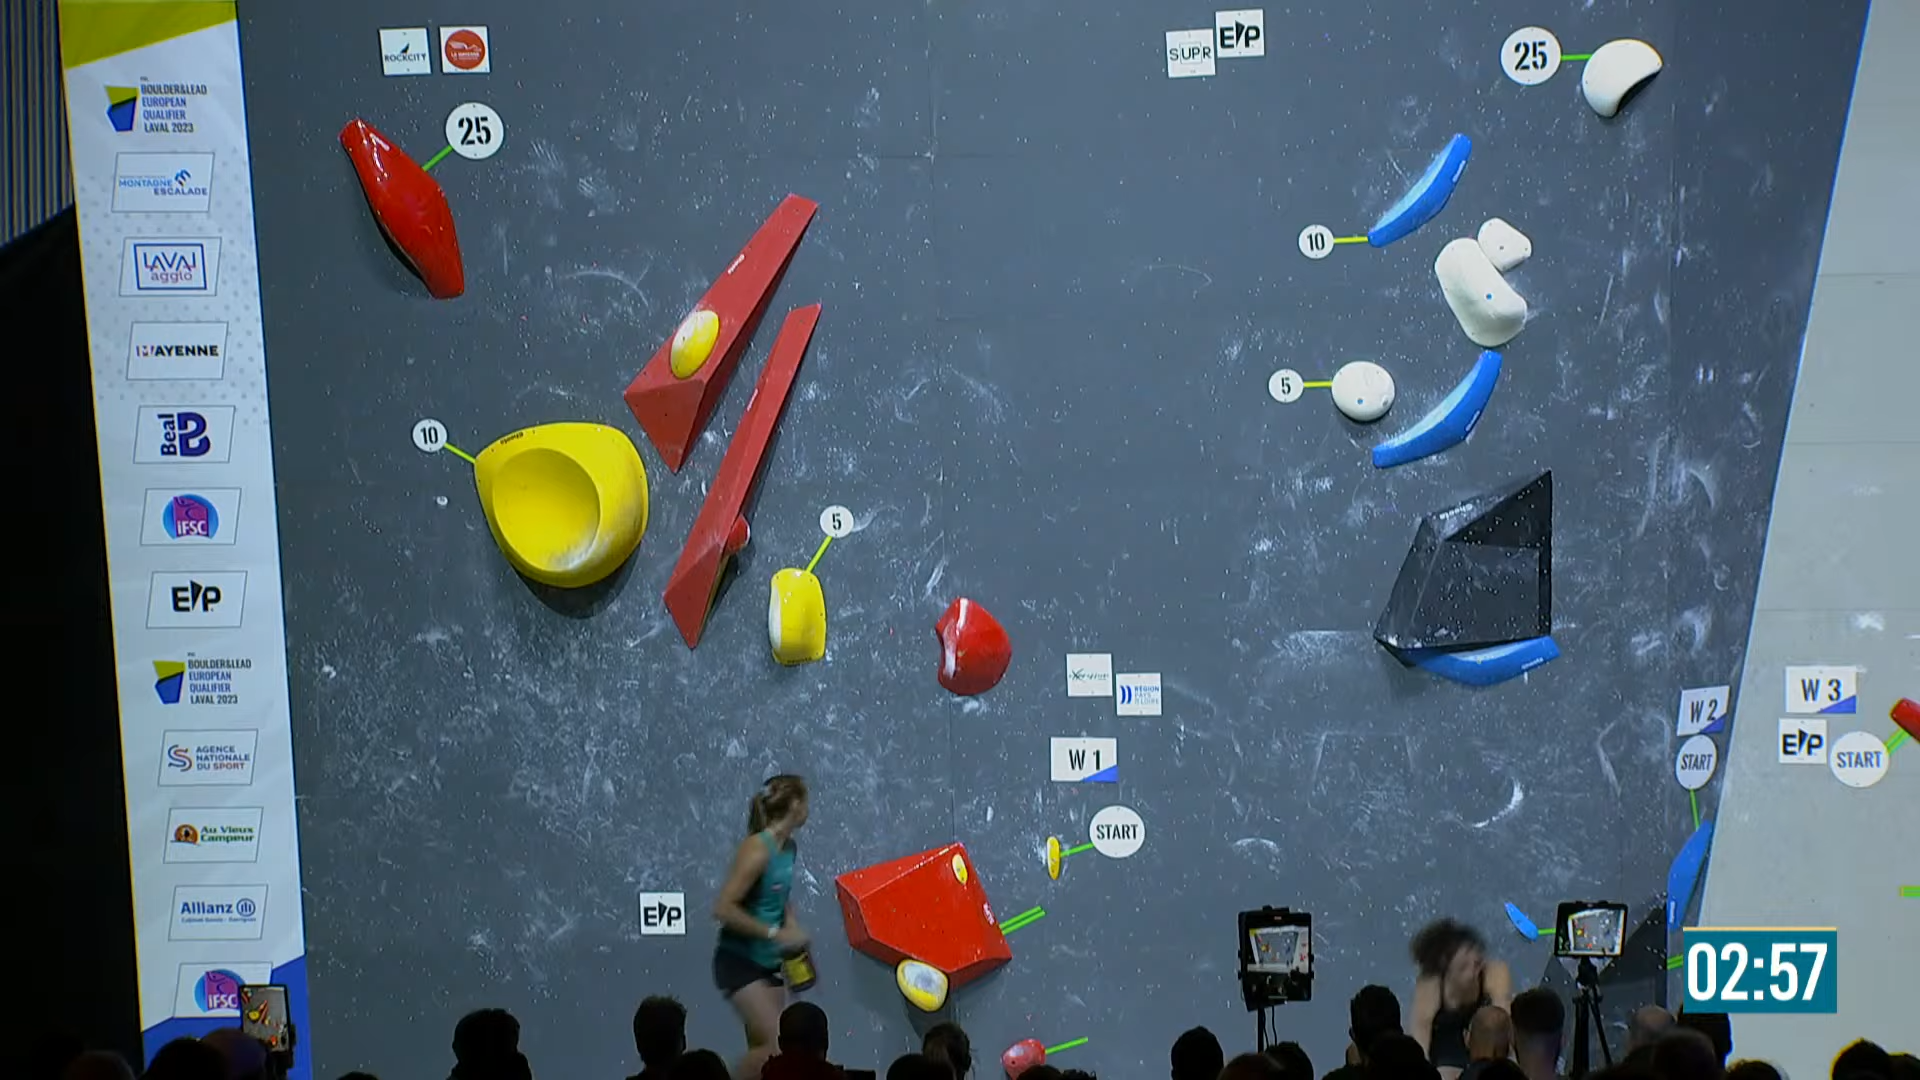 BOULDER&LEAD
EUROPEAN
QUALIFIER
LAVAL 2023
MONTAGNE
ESCALADE
LAVAL
agglo
MAYENNE
Beal
IFSC
E/P
BOULDER&LEAD
EUROPEAN
QUALIFIER
LAVAL 2023
AGENCE
NATIONALE
DU SPORT
Au Vieux
Campeur
Allianz
IFSC
ROCKCITY
25
10
5
W 1
START
E/P
RÉGION
PAYS
SUPR
E/P
25
10
5
W 2
START
W 3
E/P
START
02:57